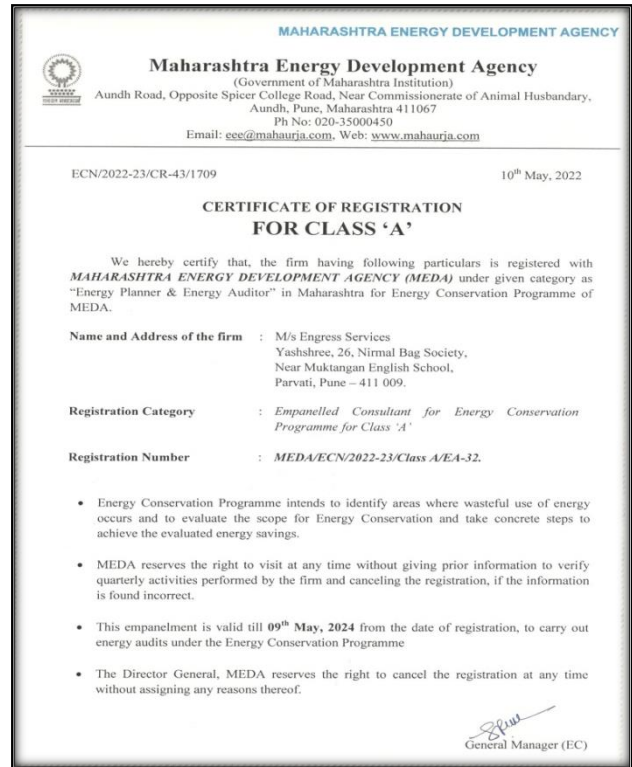 MAHARASHTRA ENERGY DEVELOPMENT AGENCY
Maharashtra Energy Development Agency
(Government of Maharashtra Institution)
Aundh Road, Opposite Spicer College Road, Near Commissionerate of Animal Husbandary,
Aundh, Pune, Maharashtra 411067
Ph No: 020-35000450
Email: eee@mahaurja.com, Web: www.mahaurja.com
ECN/2022-23/CR-43/1709
10th May, 2022
CERTIFICATE OF REGISTRATION
FOR CLASS ‘A’
We hereby certify that, the firm having following particulars is registered with
MAHARASHTRA ENERGY DEVELOPMENT AGENCY (MEDA) under given category as
“Energy Planner & Energy Auditor” in Maharashtra for Energy Conservation Programme of
MEDA.
Name and Address of the firm : M/s Engress Services
Yashshree, 26, Nirmal Bag Society,
Near Muktangan English School,
Parvati, Pune – 411 009.
Registration Category : Empanelled Consultant for Energy Conservation
Programme for Class ‘A’
Registration Number : MEDA/ECN/2022-23/Class A/EA-32.
• Energy Conservation Programme intends to identify areas where wasteful use of energy
occurs and to evaluate the scope for Energy Conservation and take concrete steps to
achieve the evaluated energy savings.
• MEDA reserves the right to visit at any time without giving prior information to verify
quarterly activities performed by the firm and canceling the registration, if the information
is found incorrect.
• This empanelment is valid till 09th May, 2024 from the date of registration, to carry out
energy audits under the Energy Conservation Programme
• The Director General, MEDA reserves the right to cancel the registration at any time
without assigning any reasons thereof.
General Manager (EC)